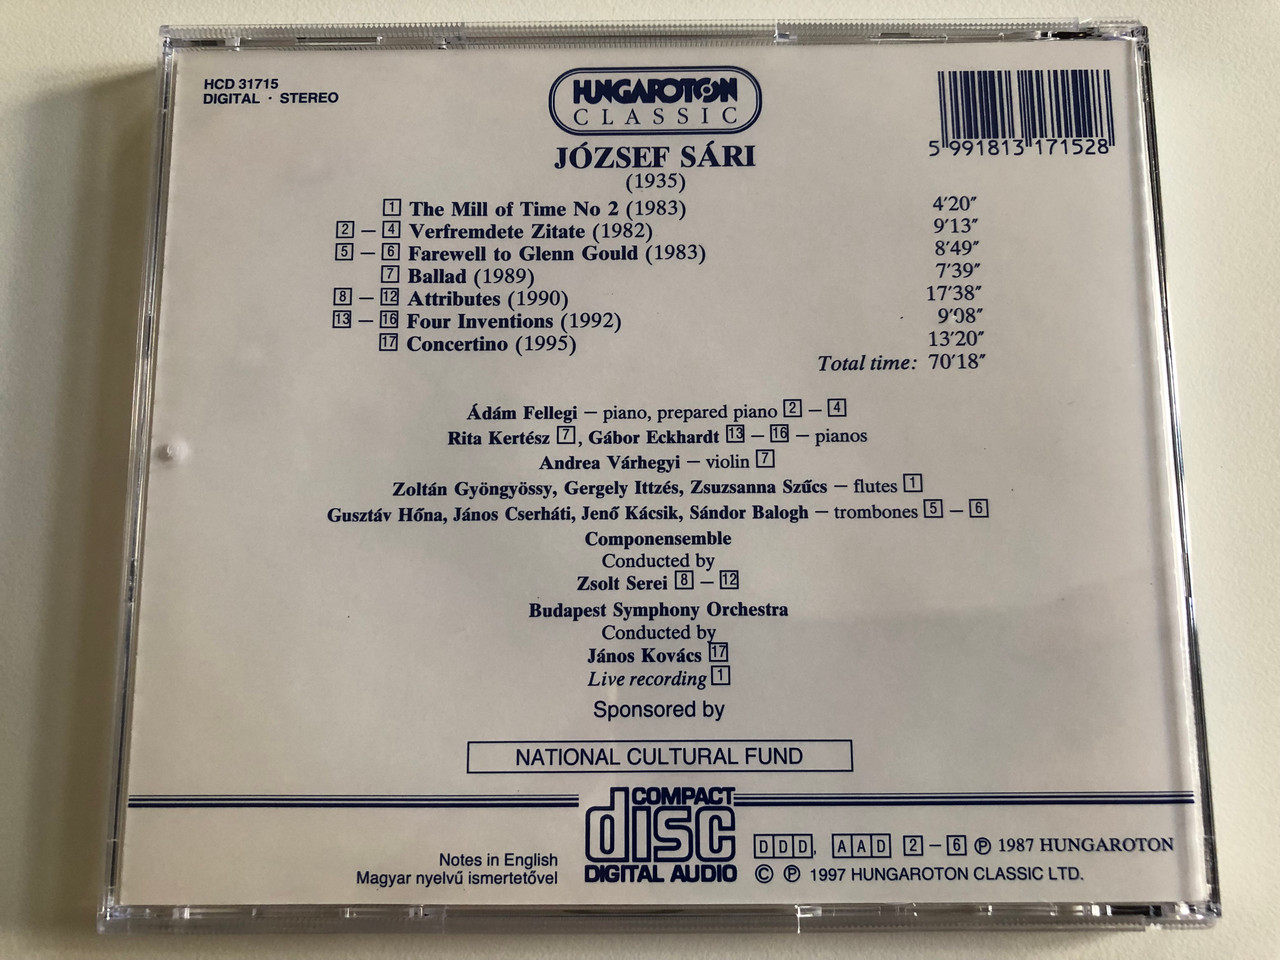 HCD 31715
DIGITAL · STEREO
HUNGAROTON
CLASSIC
5 991813 171528
JÓZSEF SÁRI
(1935)
1 The Mill of Time No 2 (1983) 4′20″
2 – 4 Verfremdete Zitate (1982) 9′13″
5 – 6 Farewell to Glenn Gould (1983) 8′49″
7 Ballad (1989) 7′39″
8 – 12 Attributes (1990) 17′38″
13 – 16 Four Inventions (1992) 9′08″
17 Concertino (1995) 13′20″
Total time: 70′18″
Ádám Fellegi – piano, prepared piano 2 – 4
Rita Kertész 7, Gábor Eckhardt 13 – 16 – pianos
Andrea Várhegyi – violin 7
Zoltán Gyöngyössy, Gergely Ittzés, Zsuzsanna Szűcs – flutes 1
Gusztáv Hőna, János Cserháti, Jenő Kácsik, Sándor Balogh – trombones 5 – 6
Componensemble
Conducted by
Zsolt Serei 8 – 12
Budapest Symphony Orchestra
Conducted by
János Kovács 17
Live recording 1
Sponsored by
NATIONAL CULTURAL FUND
Notes in English
Magyar nyelvű ismertetővel
COMPACT
disc
DIGITAL AUDIO
DDD, AAD 2 – 6 ℗ 1987 HUNGAROTON
© ℗ 1997 HUNGAROTON CLASSIC LTD.